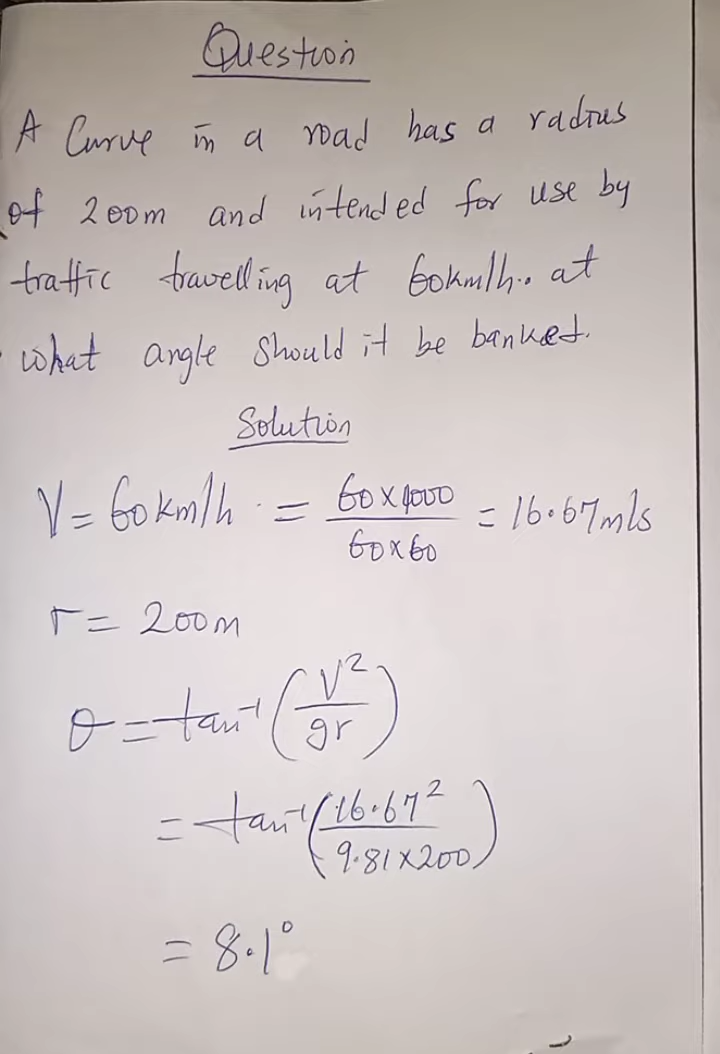 Question
A Curve in a road has a radius
of 200m and intended for use by
traffic travelling at 60km/h. at
what angle should it be banked.
Solution
V = 60km/h = 60 x 1000 / 60 x 60 = 16.67m/s
r = 200m
θ = tan⁻¹ (V² / gr)
= tan⁻¹ (16.67² / 9.81 x 200)
= 8.1°